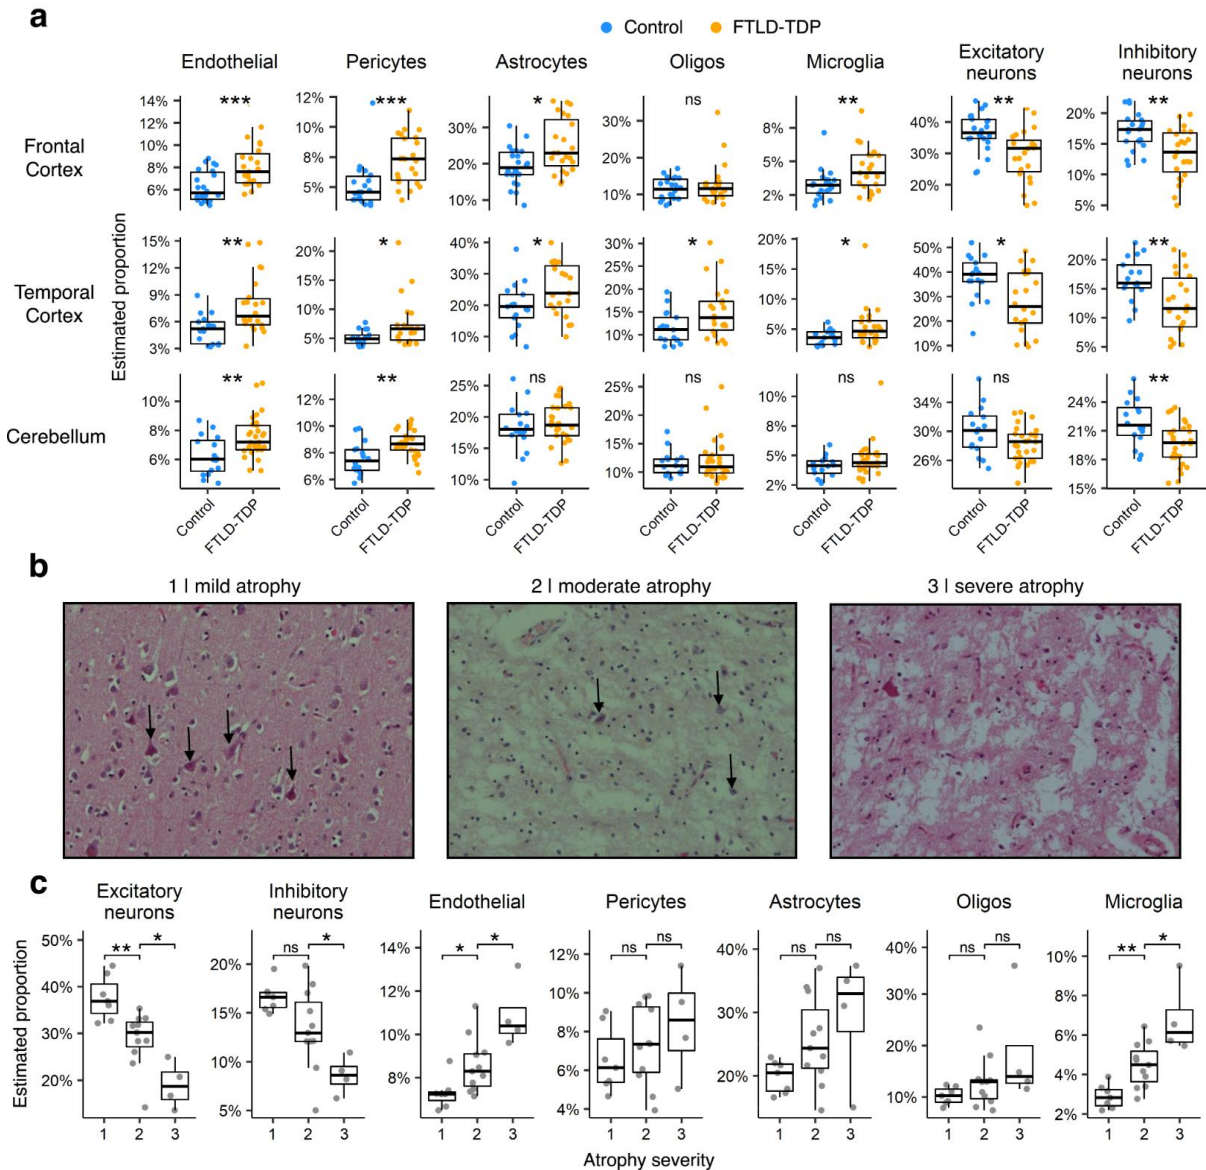 a
Control FTLD-TDP
Endothelial Pericytes Astrocytes Oligos Microglia Excitatory neurons Inhibitory neurons
Estimated proportion
Frontal Cortex
14% 12% 10% 8% 6% ***
12% 10% 8% 5% ***
30% 20% 10% *
30% 20% 10% ns
8% 5% 2% **
40% 30% 20% **
20% 15% 10% 5% **
Temporal Cortex
15% 12% 9% 6% 3% **
20% 15% 10% 5% *
40% 30% 20% 10% *
30% 25% 20% 15% 10% *
20% 15% 10% 5% *
50% 40% 30% 20% 10% *
20% 15% 10% 5% **
Cerebellum
10% 8% 6% **
12% 10% 8% 6% **
25% 20% 15% 10% ns
25% 20% 15% 10% ns
12% 10% 8% 6% 4% 2% ns
38% 34% 30% 26% ns
24% 21% 18% 15% **
Control FTLD-TDP Control FTLD-TDP Control FTLD-TDP Control FTLD-TDP Control FTLD-TDP Control FTLD-TDP Control FTLD-TDP
b
1 | mild atrophy 2 | moderate atrophy 3 | severe atrophy
c
Excitatory neurons Inhibitory neurons Endothelial Pericytes Astrocytes Oligos Microglia
Estimated proportion
50% 40% 30% 20% ** *
20% 15% 10% 5% ns *
14% 12% 10% 8% * *
12% 10% 8% 6% 4% ns ns
40% 30% 20% ns ns
40% 30% 20% 10% ns ns
10% 8% 6% 4% 2% ** *
1 2 3 1 2 3 1 2 3 1 2 3 1 2 3 1 2 3 1 2 3
Atrophy severity